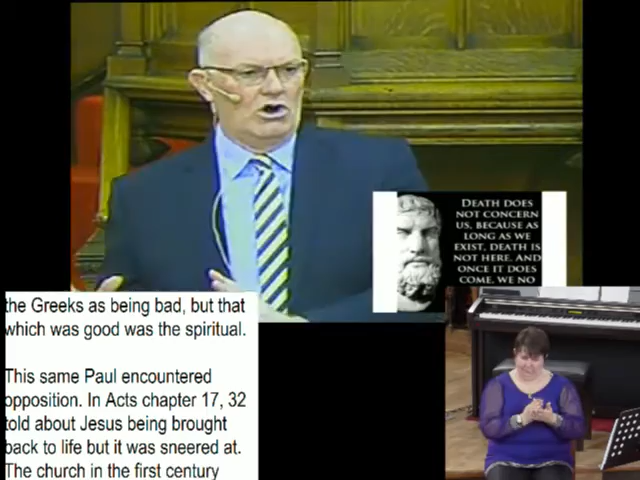 DEATH DOES
NOT CONCERN
US, BECAUSE AS
LONG AS WE
EXIST, DEATH IS
NOT HERE. AND
ONCE IT DOES
COME, WE NO
the Greeks as being bad, but that
which was good was the spiritual.
This same Paul encountered
opposition. In Acts chapter 17, 32
told about Jesus being brought
back to life but it was sneered at.
The church in the first century